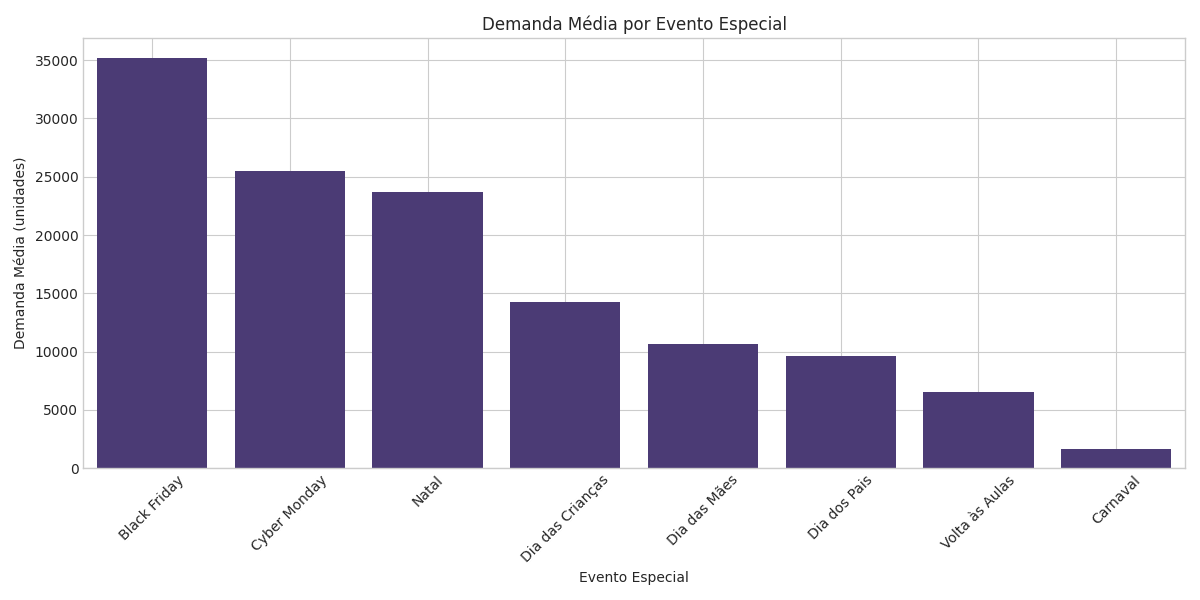 Demanda Média por Evento Especial
Demanda Média (unidades)
35000
30000
25000
20000
15000
10000
5000
0
Black Friday
Cyber Monday
Natal
Dia das Crianças
Dia das Mães
Dia dos Pais
Volta às Aulas
Carnaval
Evento Especial